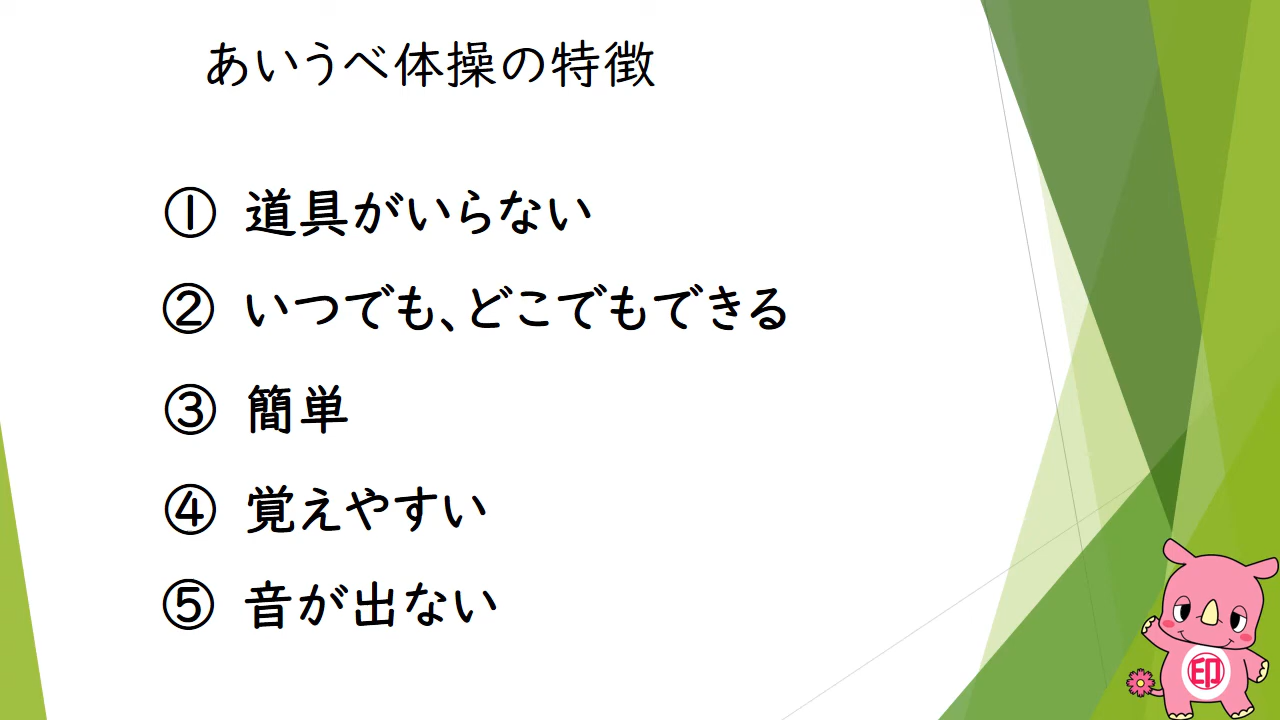 あいうべ体操の特徴
① 道具がいらない
② いつでも、どこでもできる
③ 簡単
④ 覚えやすい
⑤ 音が出ない
印